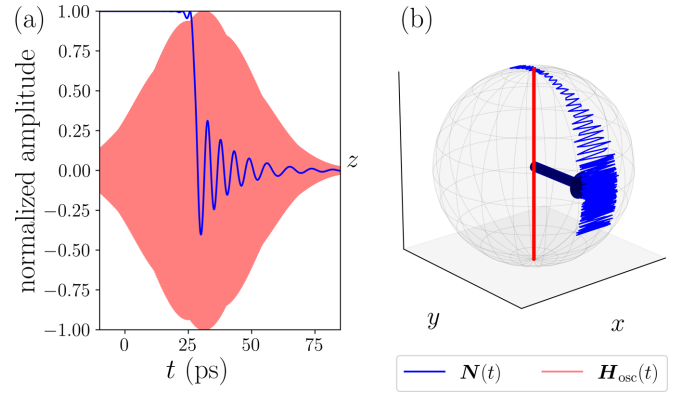 (a)
(b)
normalized amplitude
1.00
0.75
0.50
0.25
0.00
−0.25
−0.50
−0.75
−1.00
0
25
50
75
t (ps)
z
y
x
N(t)
H_osc(t)